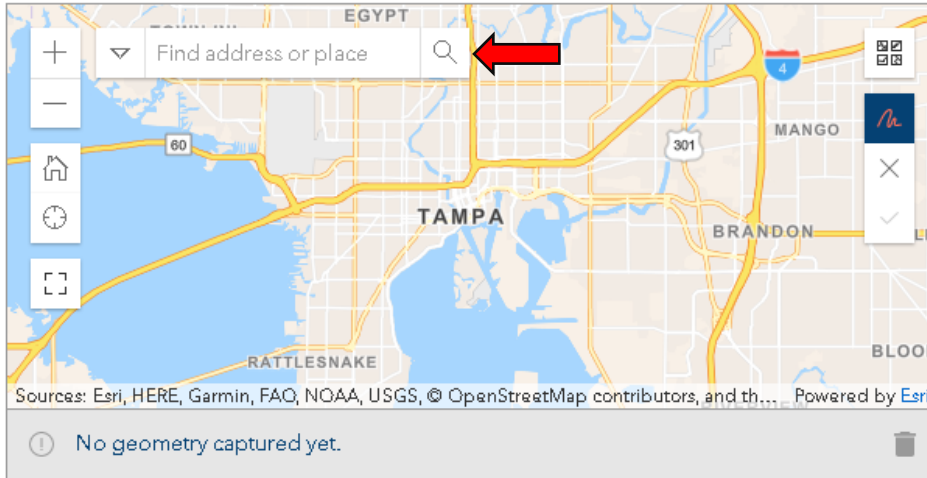 EGYPT
Find address or place
4
MANGO
60
301
TAMPA
BRANDON
RATTLESNAKE
BLOO
Sources: Esri, HERE, Garmin, FAO, NOAA, USGS, © OpenStreetMap contributors, and th... Powered by Esri
No geometry captured yet.